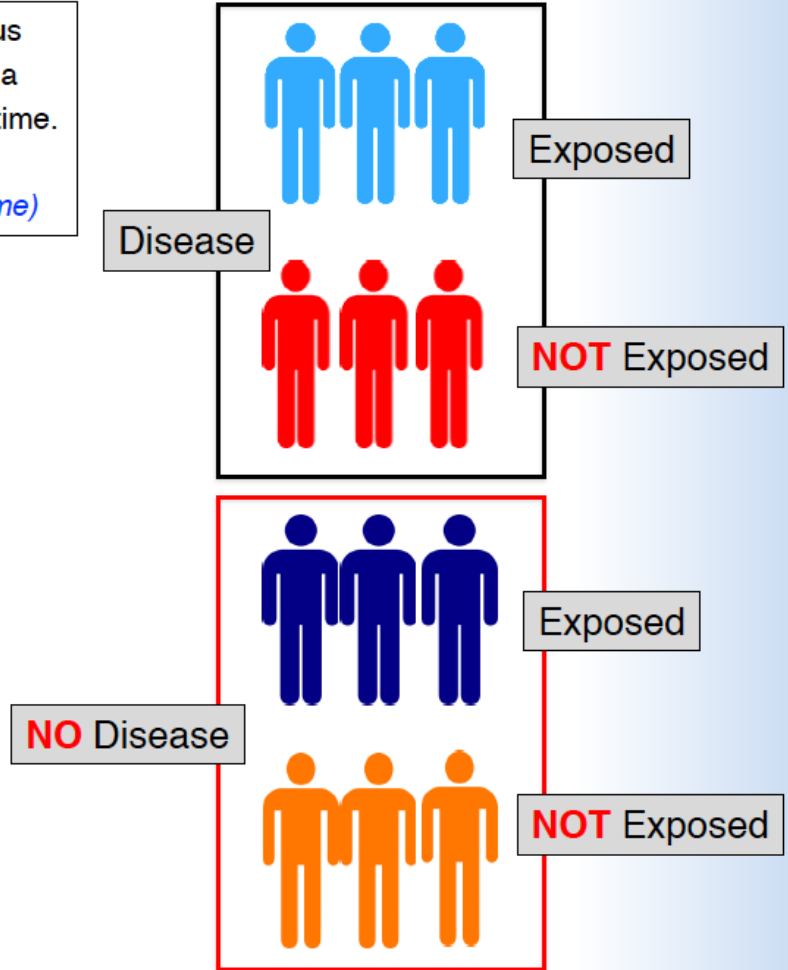 us
a
time.
me)
Exposed
Disease
NOT Exposed
Exposed
NO Disease
NOT Exposed